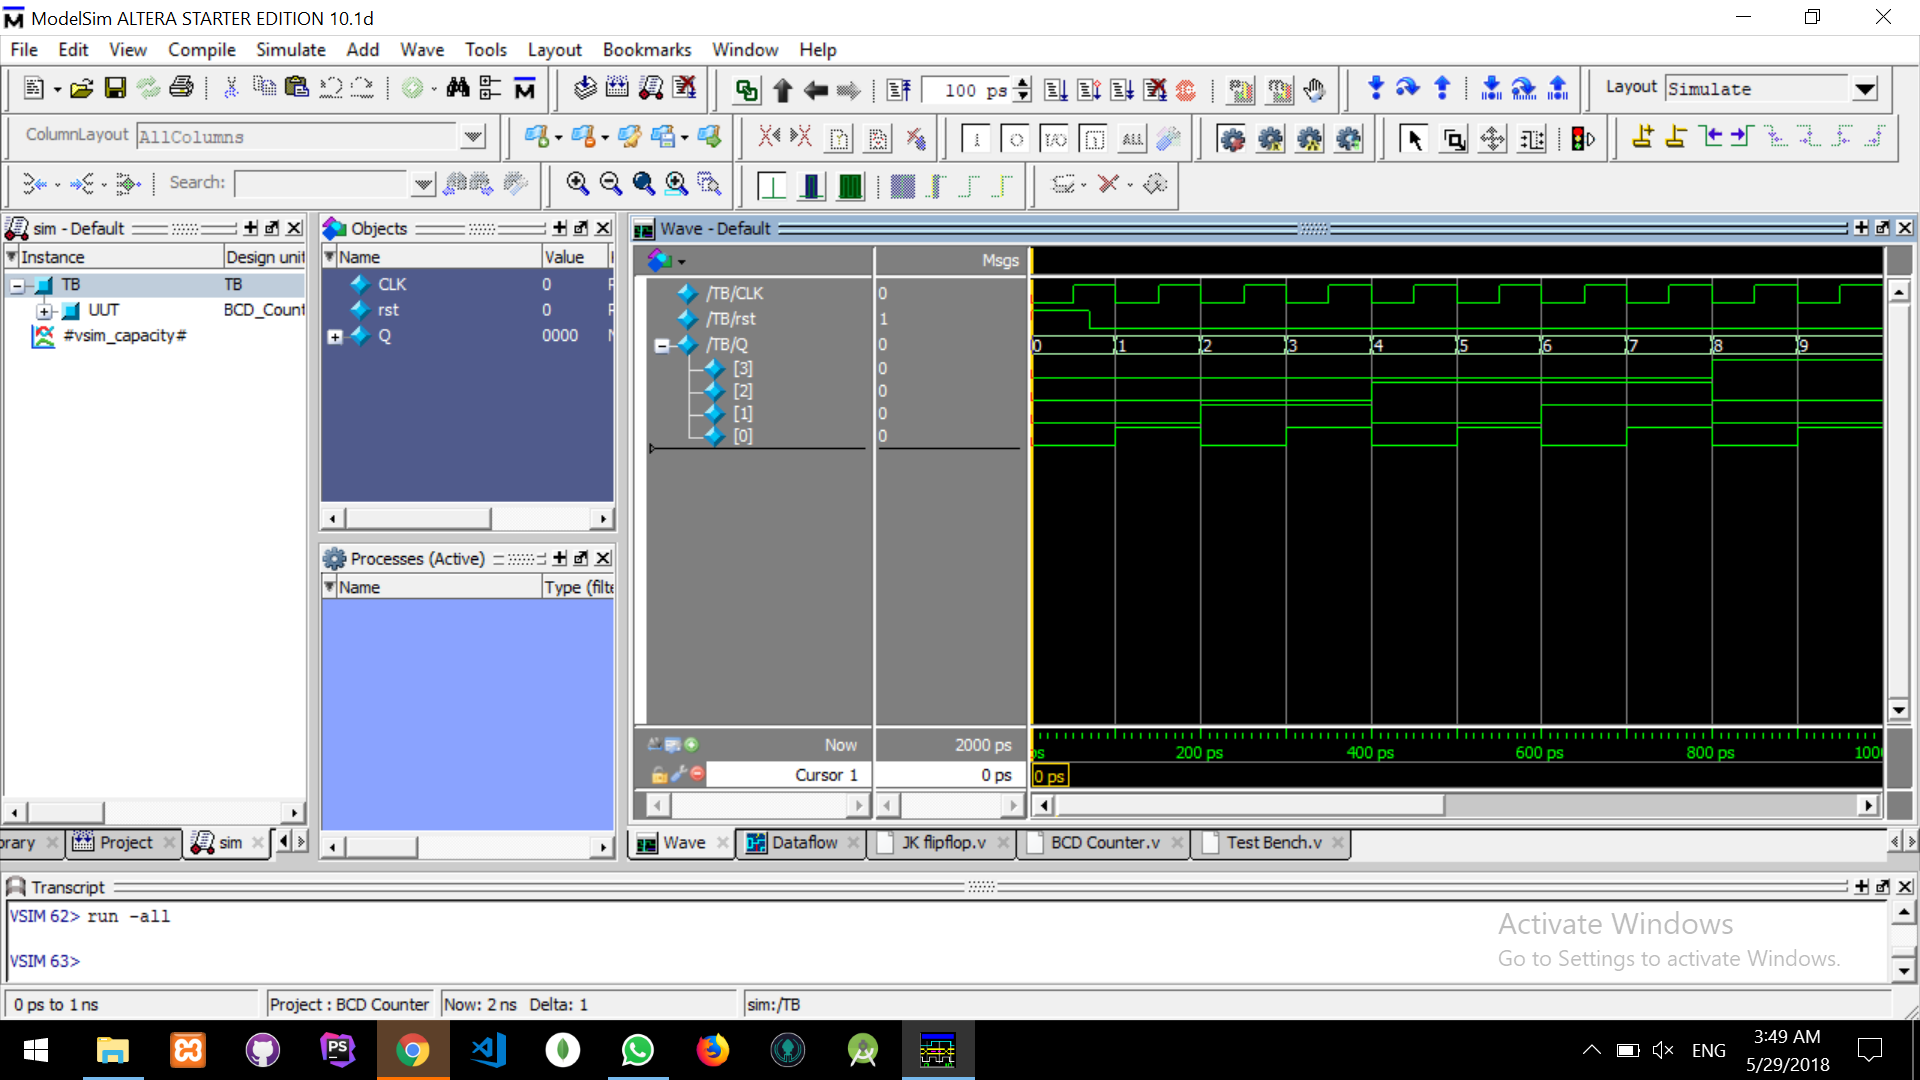 ModelSim ALTERA STARTER EDITION 10.1d
File Edit View Compile Simulate Add Wave Tools Layout Bookmarks Window Help
100 ps
Layout Simulate
ColumnLayout AllColumns
ALL
Search:
sim - Default
Instance Design unit
TB TB
UUT BCD_Count
#vsim_capacity#
Objects
Name Value
CLK 0
rst 0
Q 0000
Processes (Active)
Name Type (filte
Wave - Default
Msgs
/TB/CLK 0
/TB/rst 1
/TB/Q 0 0 1 2 3 4 5 6 7 8 9
[3] 0
[2] 0
[1] 0
[0] 0
Now 2000 ps ps 200 ps 400 ps 600 ps 800 ps 100
Cursor 1 0 ps 0 ps
brary Project sim
Wave Dataflow JK flipflop.v BCD Counter.v Test Bench.v
Transcript
VSIM 62> run -all
VSIM 63>
Activate Windows
Go to Settings to activate Windows.
0 ps to 1 ns Project : BCD Counter Now: 2 ns Delta: 1 sim:/TB
PS
ENG
3:49 AM
5/29/2018